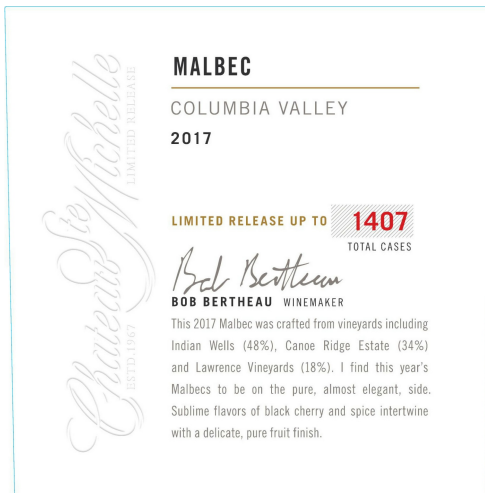 MALBEC
COLUMBIA VALLEY
2017
LIMITED RELEASE UP TO 1407
TOTAL CASES
Bob Bertheau
BOB BERTHEAU WINEMAKER
This 2017 Malbec was crafted from vineyards including
Indian Wells (48%), Canoe Ridge Estate (34%)
and Lawrence Vineyards (18%). I find this year's
Malbecs to be on the pure, almost elegant, side.
Sublime flavors of black cherry and spice intertwine
with a delicate, pure fruit finish.
Chateau Ste Michelle
ESTD.1967
LIMITED RELEASE